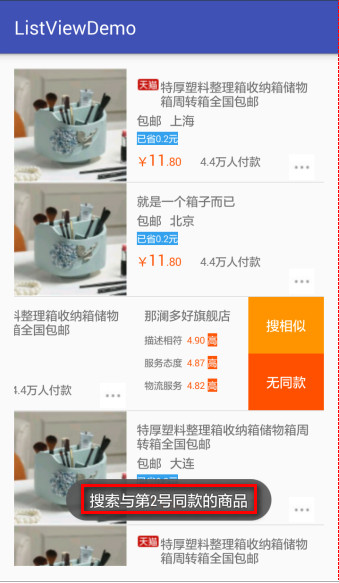 ListViewDemo
天猫 特厚塑料整理箱收纳箱储物
箱周转箱全国包邮
包邮 上海
已省0.2元
￥11.80 4.4万人付款
就是一个箱子而已
包邮 北京
已省0.2元
￥11.80 4.4万人付款
料整理箱收纳箱储物
箱全国包邮
4.4万人付款
那澜多好旗舰店
描述相符 4.90 高
服务态度 4.87 高
物流服务 4.82 高
搜相似
无同款
特厚塑料整理箱收纳箱储物周
转箱全国包邮
包邮 大连
搜索与第2号同款的商品
天猫 特厚塑料整理箱收纳箱储物
箱周转箱全国包邮